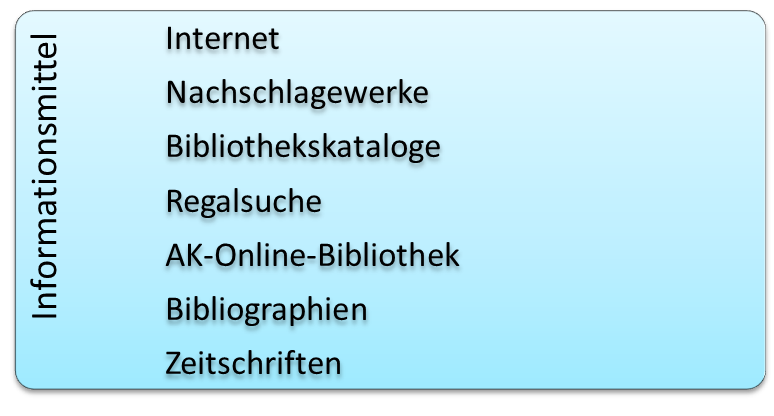 Informationsmittel
Internet
Nachschlagewerke
Bibliothekskataloge
Regalsuche
AK-Online-Bibliothek
Bibliographien
Zeitschriften